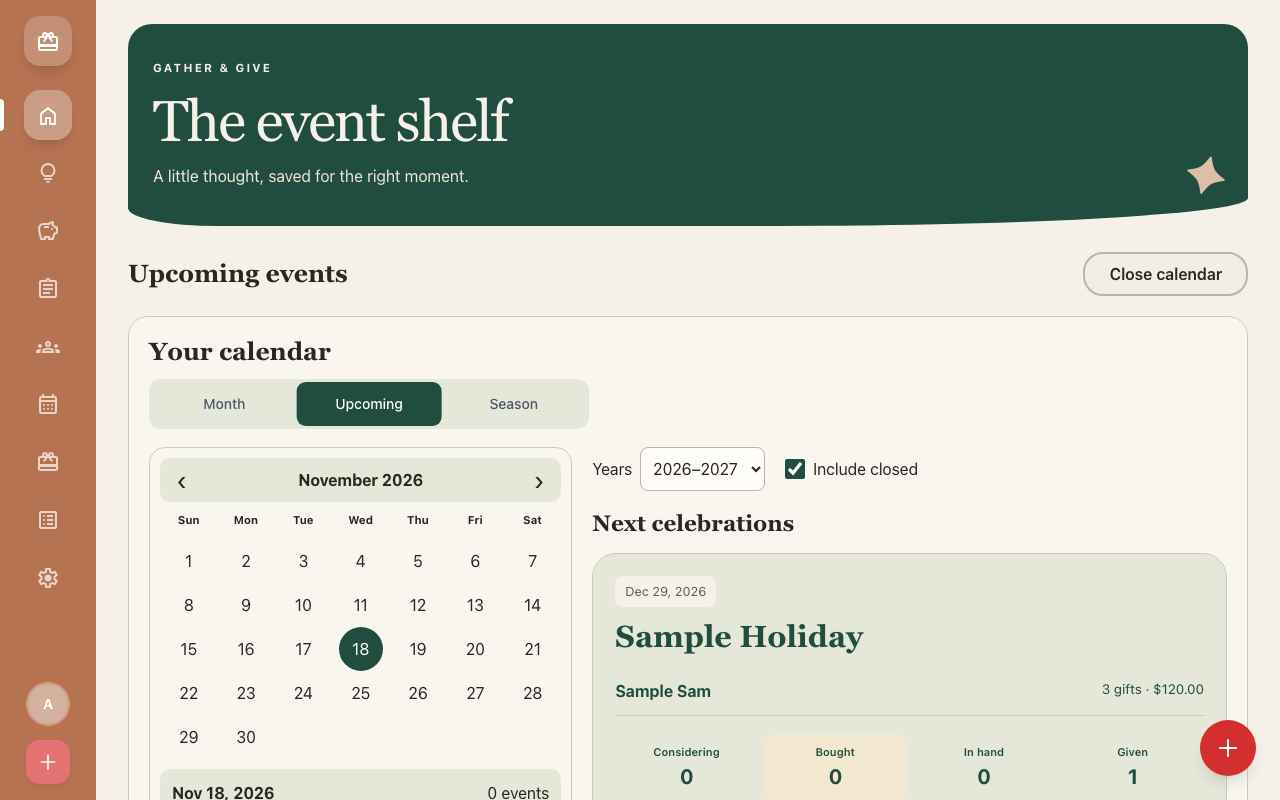 GATHER & GIVE
The event shelf
A little thought, saved for the right moment.
Upcoming events
Close calendar
Your calendar
Month Upcoming Season
‹ November 2026 ›
Sun Mon Tue Wed Thu Fri Sat
1 2 3 4 5 6 7
8 9 10 11 12 13 14
15 16 17 18 19 20 21
22 23 24 25 26 27 28
29 30
Nov 18, 2026 0 events
Years 2026–2027 Include closed
Next celebrations
Dec 29, 2026
Sample Holiday
Sample Sam 3 gifts · $120.00
Considering Bought In hand Given
0 0 0 1
A